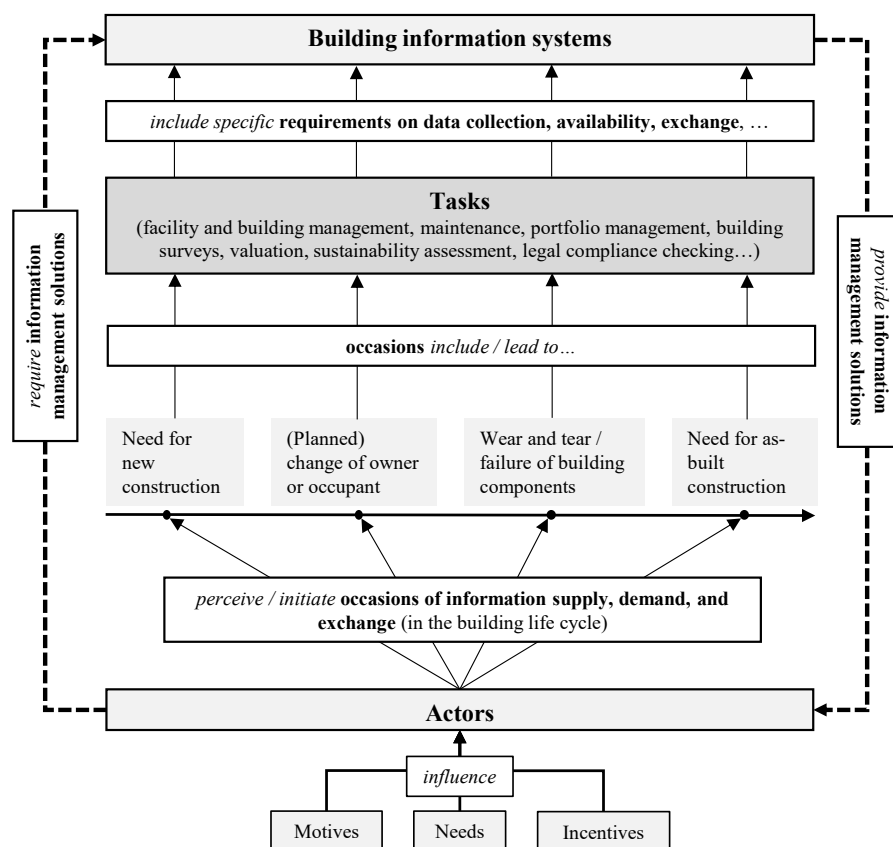 Building information systems
include specific requirements on data collection, availability, exchange, …
Tasks
(facility and building management, maintenance, portfolio management, building
surveys, valuation, sustainability assessment, legal compliance checking…)
require information
management solutions
provide information
management solutions
occasions include / lead to…
Need for
new
construction
(Planned)
change of owner
or occupant
Wear and tear /
failure of building
components
Need for as-
built
construction
perceive / initiate occasions of information supply, demand, and
exchange (in the building life cycle)
Actors
influence
Motives
Needs
Incentives